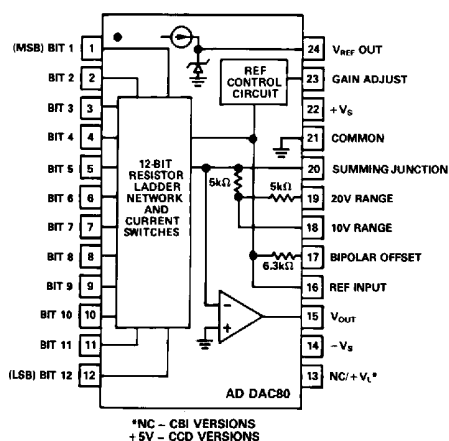 (MSB) BIT 1 1
BIT 2 2
BIT 3 3
BIT 4 4
BIT 5 5
BIT 6 6
BIT 7 7
BIT 8 8
BIT 9 9
BIT 10 10
BIT 11 11
(LSB) BIT 12 12
12-BIT
RESISTOR
LADDER
NETWORK
AND
CURRENT
SWITCHES
REF
CONTROL
CIRCUIT
5kΩ
5kΩ
6.3kΩ
−
+
24 VREF OUT
23 GAIN ADJUST
22 +VS
21 COMMON
20 SUMMING JUNCTION
19 20V RANGE
18 10V RANGE
17 BIPOLAR OFFSET
16 REF INPUT
15 VOUT
14 −VS
13 NC/+VL*
AD DAC80
*NC – CBI VERSIONS
+5V – CCD VERSIONS